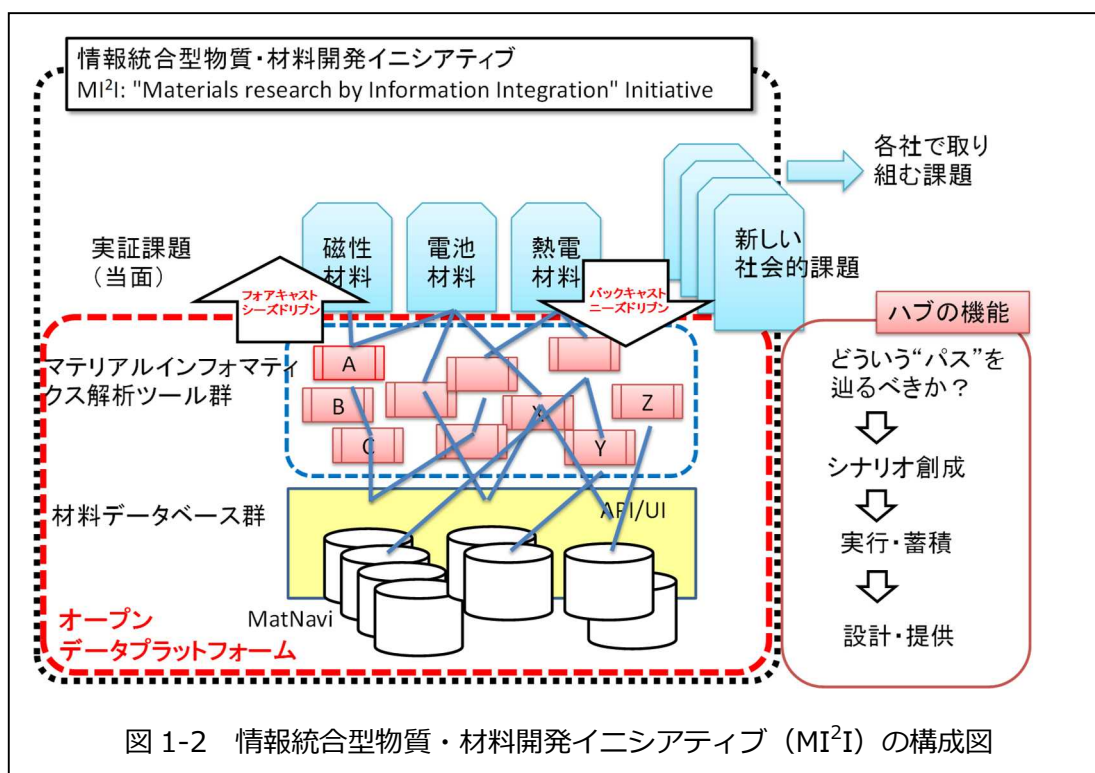 情報統合型物質・材料開発イニシアティブ
MI²I: "Materials research by Information Integration" Initiative
各社で取り
組む課題
実証課題
（当面）
磁性
材料
電池
材料
熱電
材料
新しい
社会的課題
フォアキャスト
シーズドリブン
バックキャスト
ニーズドリブン
ハブの機能
マテリアルインフォマティ
クス解析ツール群
A
B
C
X
Y
Z
どういう“パス”を
辿るべきか？
シナリオ創成
実行・蓄積
設計・提供
材料データベース群
API/UI
MatNavi
オープン
データプラットフォーム
図 1-2　情報統合型物質・材料開発イニシアティブ（MI²I）の構成図